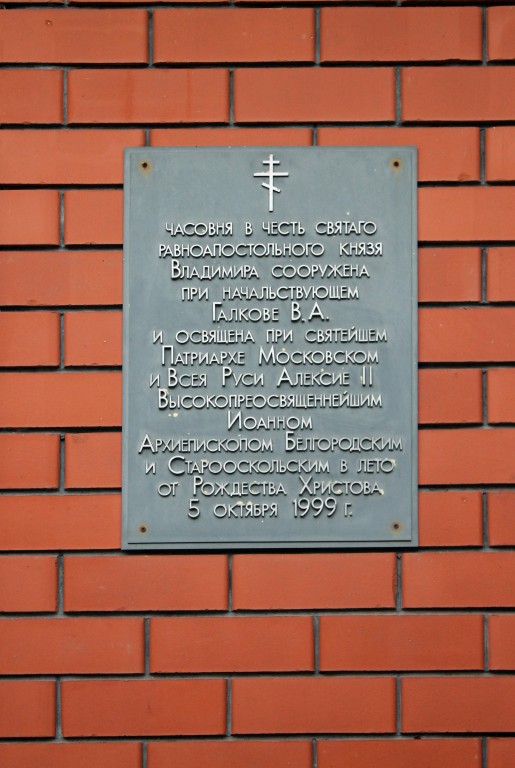 часовня в честь святаго
равноапостольного князя
Владимира сооружена
при начальствующем
Галкове В.А.
и освящена при святейшем
Патриархе Московском
и Всея Руси Алексие II
Высокопреосвященнейшим
Иоанном
Архиепископом Белгородским
и Старооскольским в лето
от Рождества Христова
5 октября 1999 г.